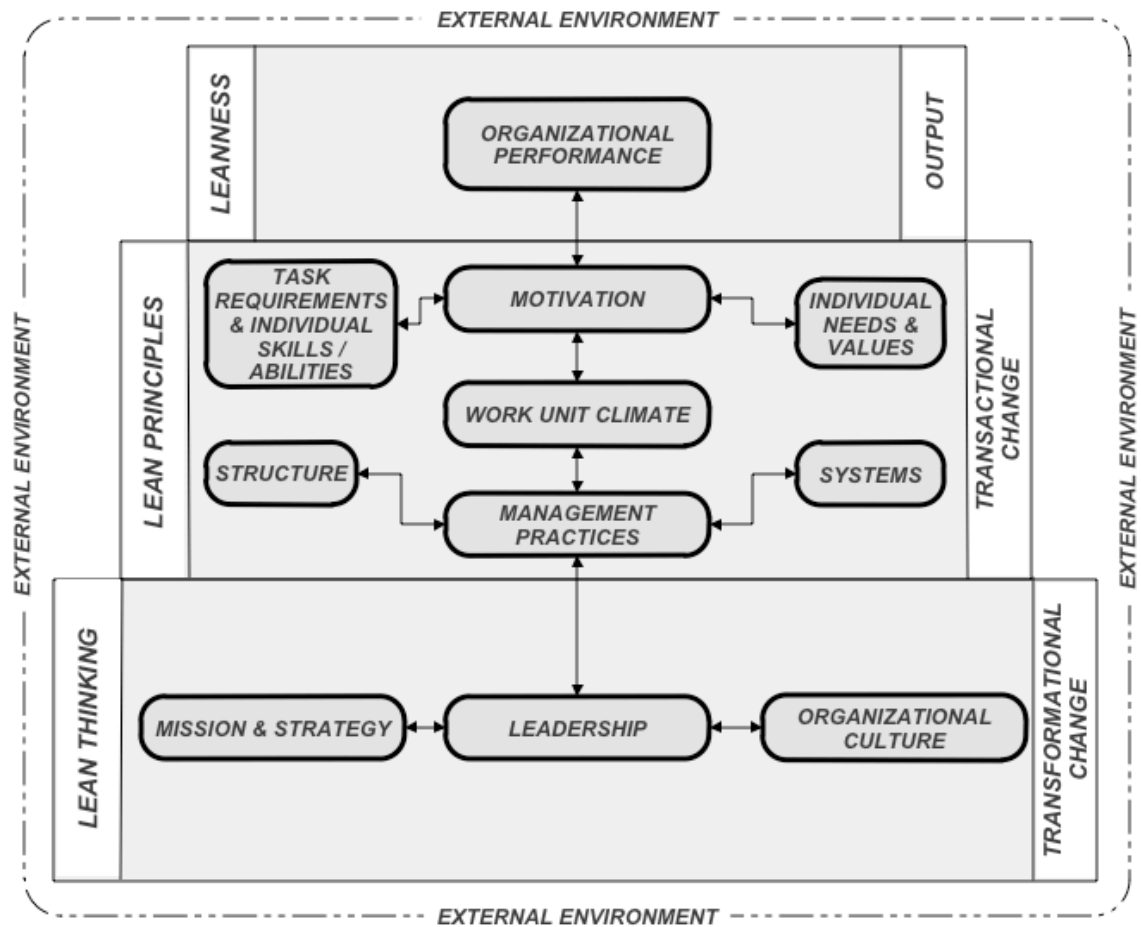 EXTERNAL ENVIRONMENT
LEANNESS
ORGANIZATIONAL
PERFORMANCE
OUTPUT
EXTERNAL ENVIRONMENT
LEAN PRINCIPLES
TASK
REQUIREMENTS
& INDIVIDUAL
SKILLS /
ABILITIES
MOTIVATION
INDIVIDUAL
NEEDS &
VALUES
WORK UNIT CLIMATE
STRUCTURE
SYSTEMS
MANAGEMENT
PRACTICES
TRANSACTIONAL
CHANGE
EXTERNAL ENVIRONMENT
LEAN THINKING
MISSION & STRATEGY
LEADERSHIP
ORGANIZATIONAL
CULTURE
TRANSFORMATIONAL
CHANGE
EXTERNAL ENVIRONMENT